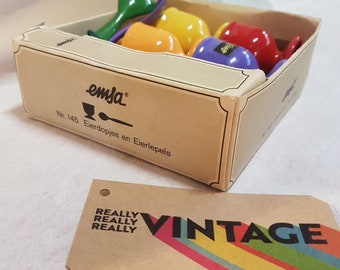 emsa®
Nr. 145 Eierdopjes en Eierlepels
REALLY
REALLY
REALLY
VINTAGE